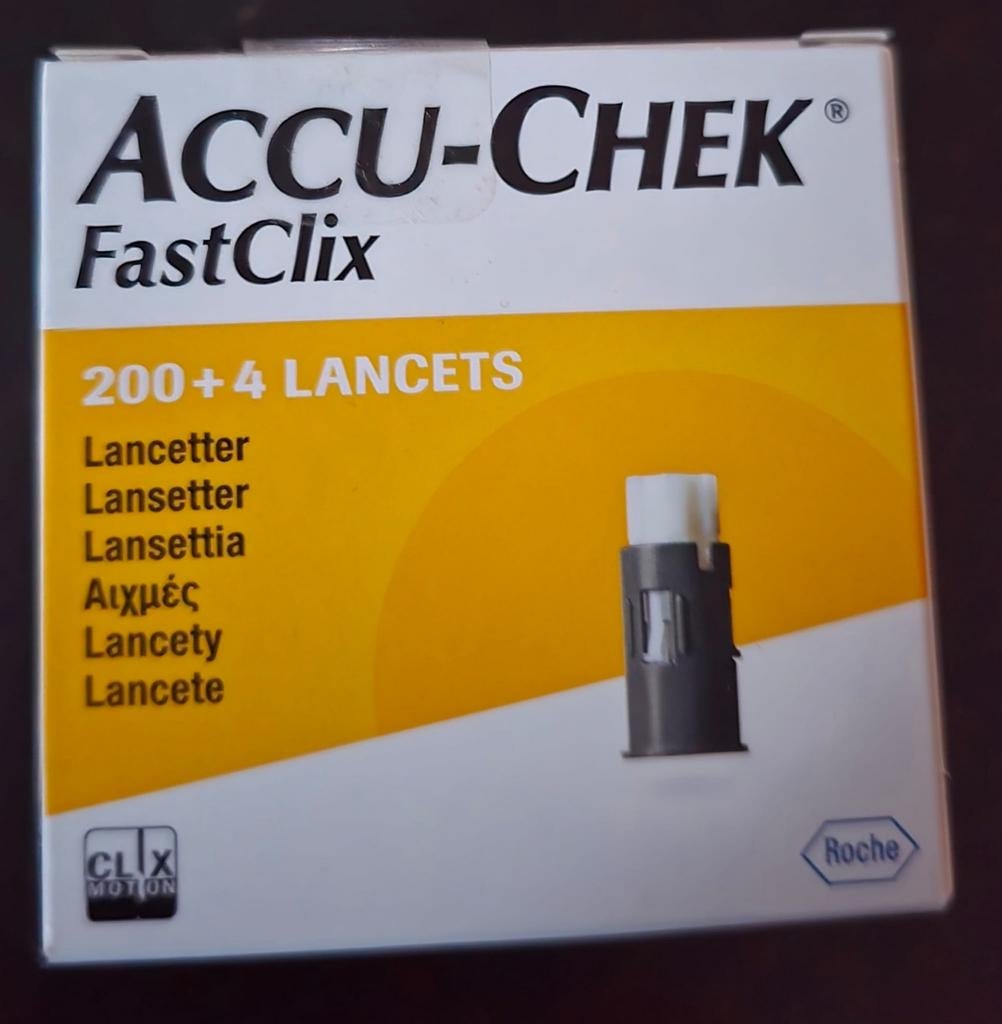 ACCU-CHEK®
FastClix
200+4 LANCETS
Lancetter
Lansetter
Lansettia
Αιχμές
Lancety
Lancete
CLIX
MOTION
Roche